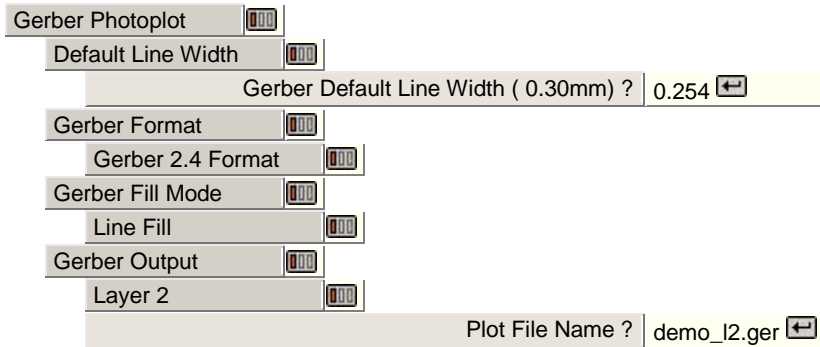 Gerber Photoplot
Default Line Width
Gerber Default Line Width ( 0.30mm) ? 0.254
Gerber Format
Gerber 2.4 Format
Gerber Fill Mode
Line Fill
Gerber Output
Layer 2
Plot File Name ? demo_l2.ger